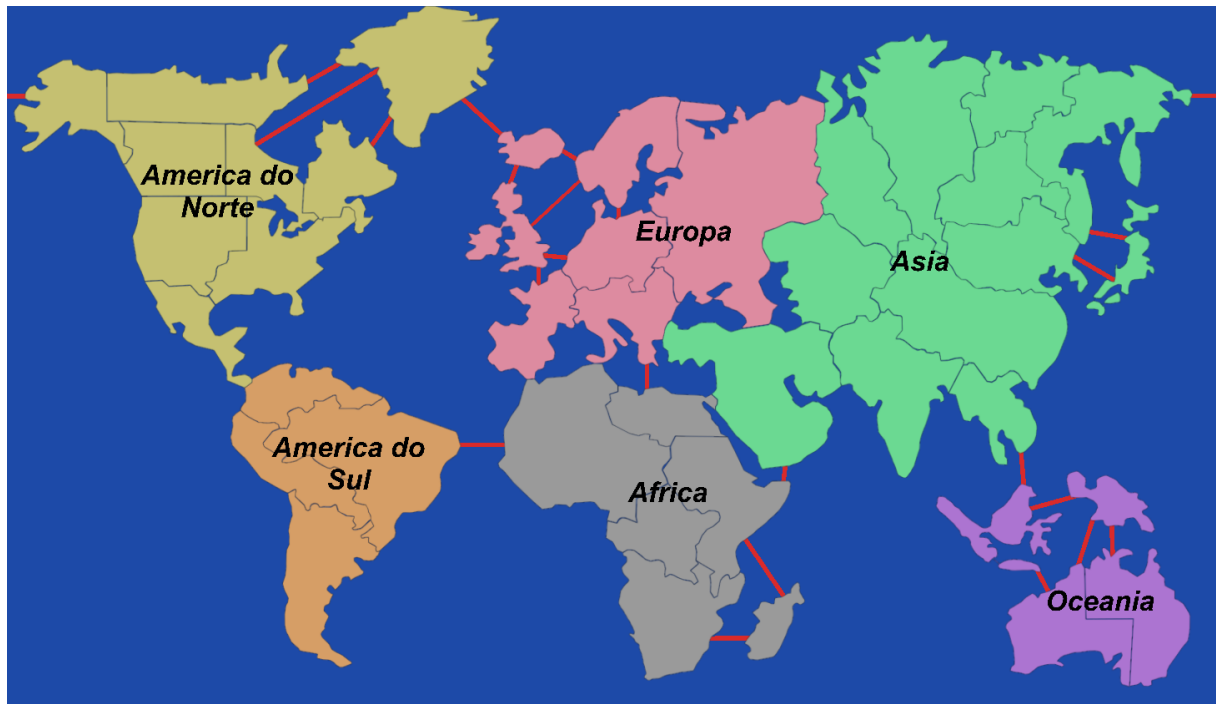 America do
Norte
Europa
Asia
America do
Sul
Africa
Oceania